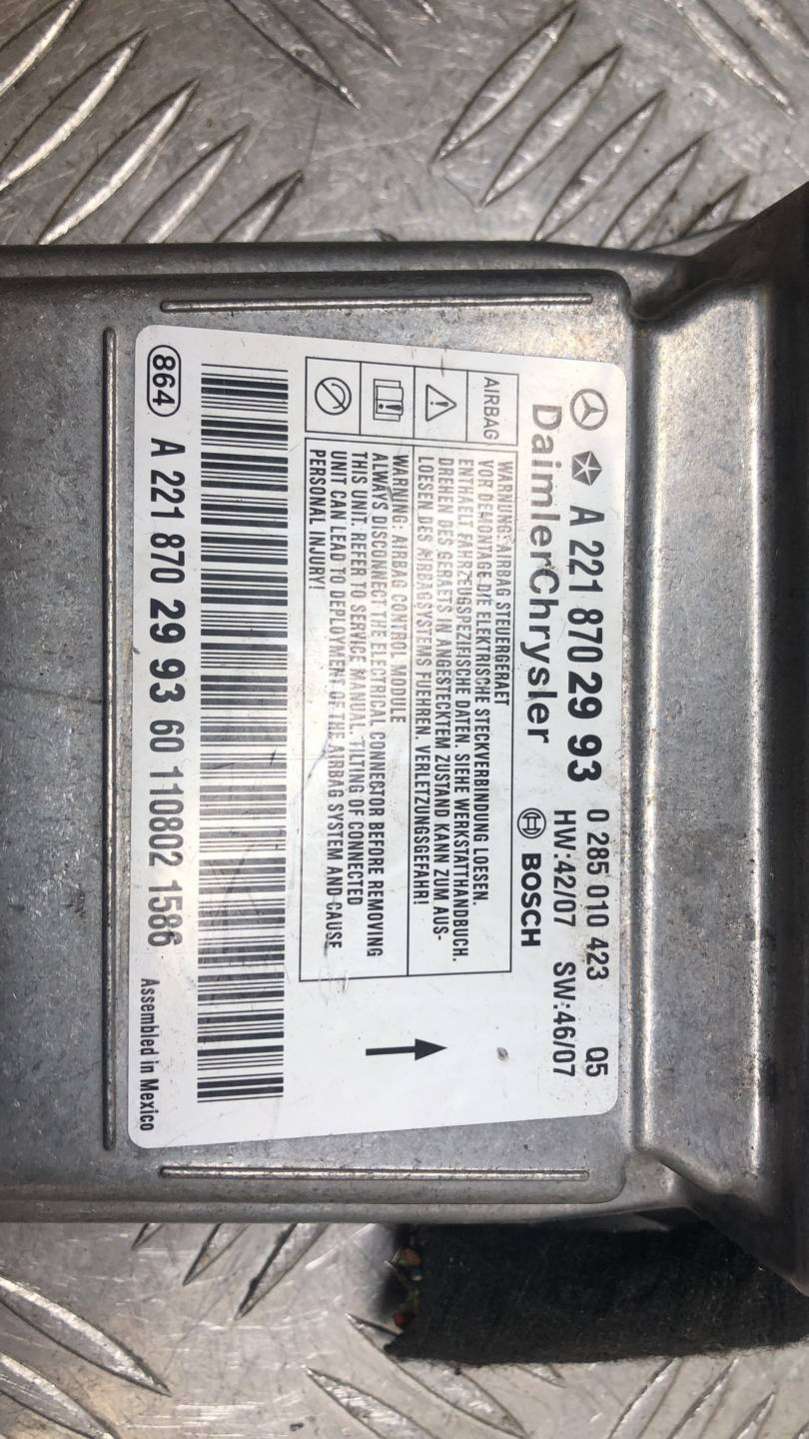 A 221 870 29 93
0 285 010 423 Q5
HW:42/07 SW:46/07
DaimlerChrysler
BOSCH
AIRBAG
WARNUNG: AIRBAG STEUERGERAET
VOR DEMONTAGE DIE ELEKTRISCHE STECKVERBINDUNG LOESEN.
ENTHAELT FAHRZEUGSPEZIFISCHE DATEN. SIEHE WERKSTATTHANDBUCH.
DREHEN DES GERAETS IN ANGESTECKTEM ZUSTAND KANN ZUM AUS-
LOESEN DES AIRBAGSYSTEMS FUEHREN. VERLETZUNGSGEFAHR!
WARNING: AIRBAG CONTROL MODULE
ALWAYS DISCONNECT THE ELECTRICAL CONNECTOR BEFORE REMOVING
THIS UNIT. REFER TO SERVICE MANUAL. TILTING OF CONNECTED
UNIT CAN LEAD TO DEPLOYMENT OF THE AIRBAG SYSTEM AND CAUSE
PERSONAL INJURY!
864 A 221 870 29 93 60 110802 1586 Assembled in Mexico